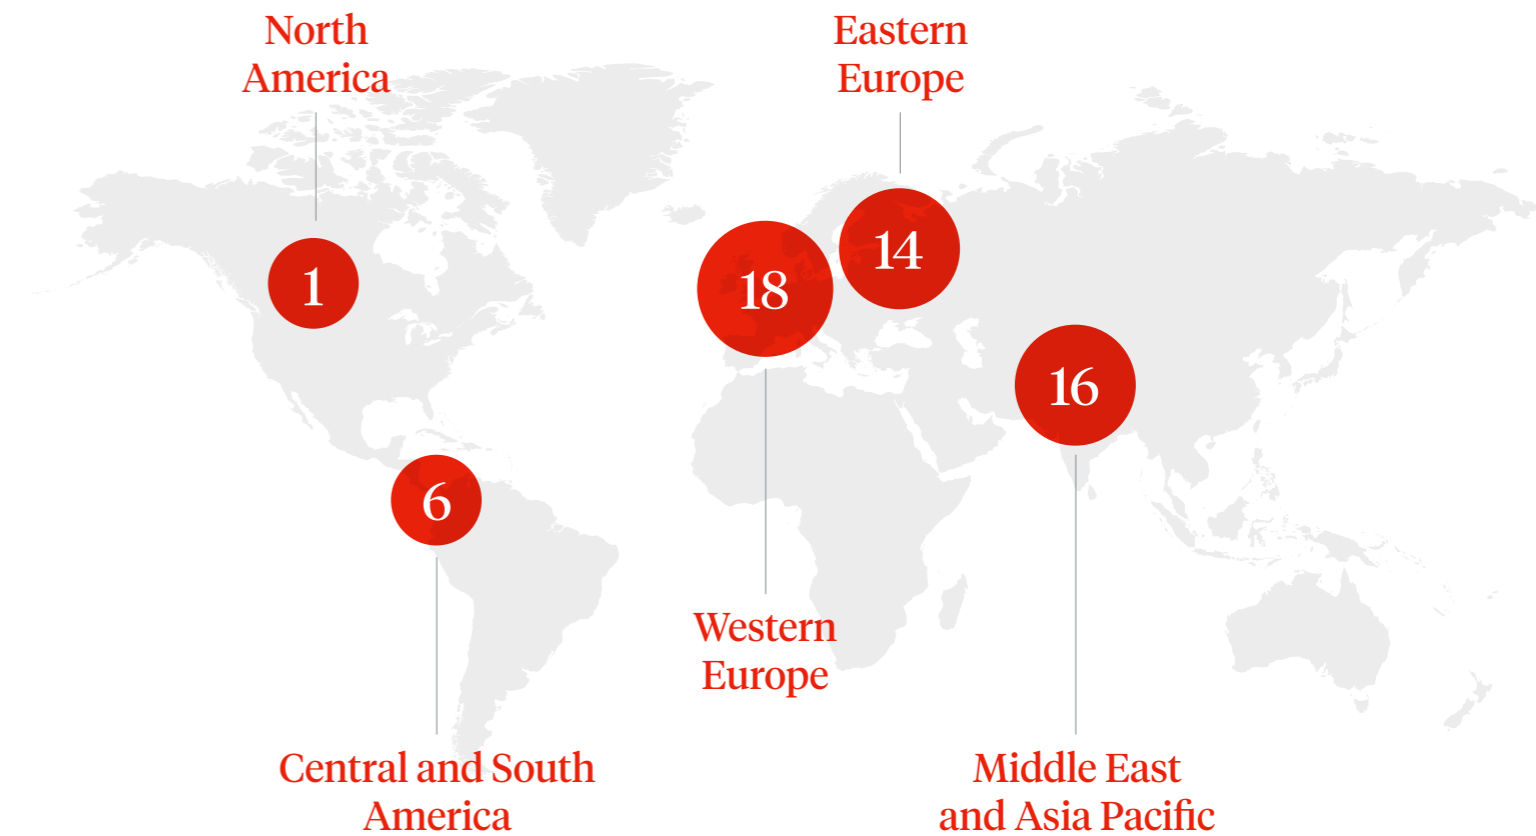 North
America
Eastern
Europe
1
18
14
16
6
Western
Europe
Central and South
America
Middle East
and Asia Pacific